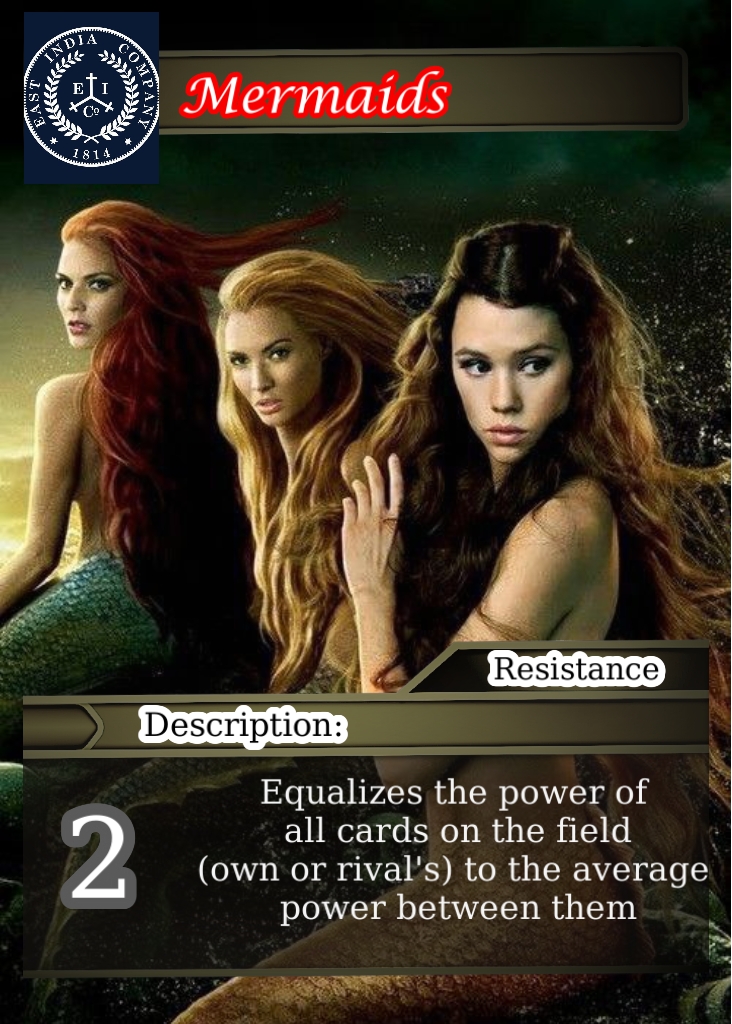 EAST INDIA COMPANY
E I
Cº
1814
Mermaids
Resistance
Description:
2
Equalizes the power of
all cards on the field
(own or rival's) to the average
power between them